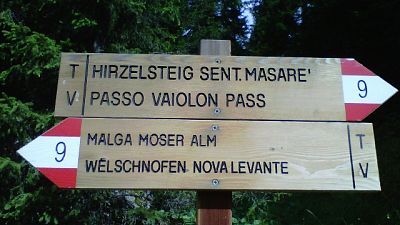 T HIRZELSTEIG SENT. MASARE' 9
V PASSO VAIOLON PASS
9 MALGA MOSER ALM T
WELSCHNOFEN NOVA LEVANTE V